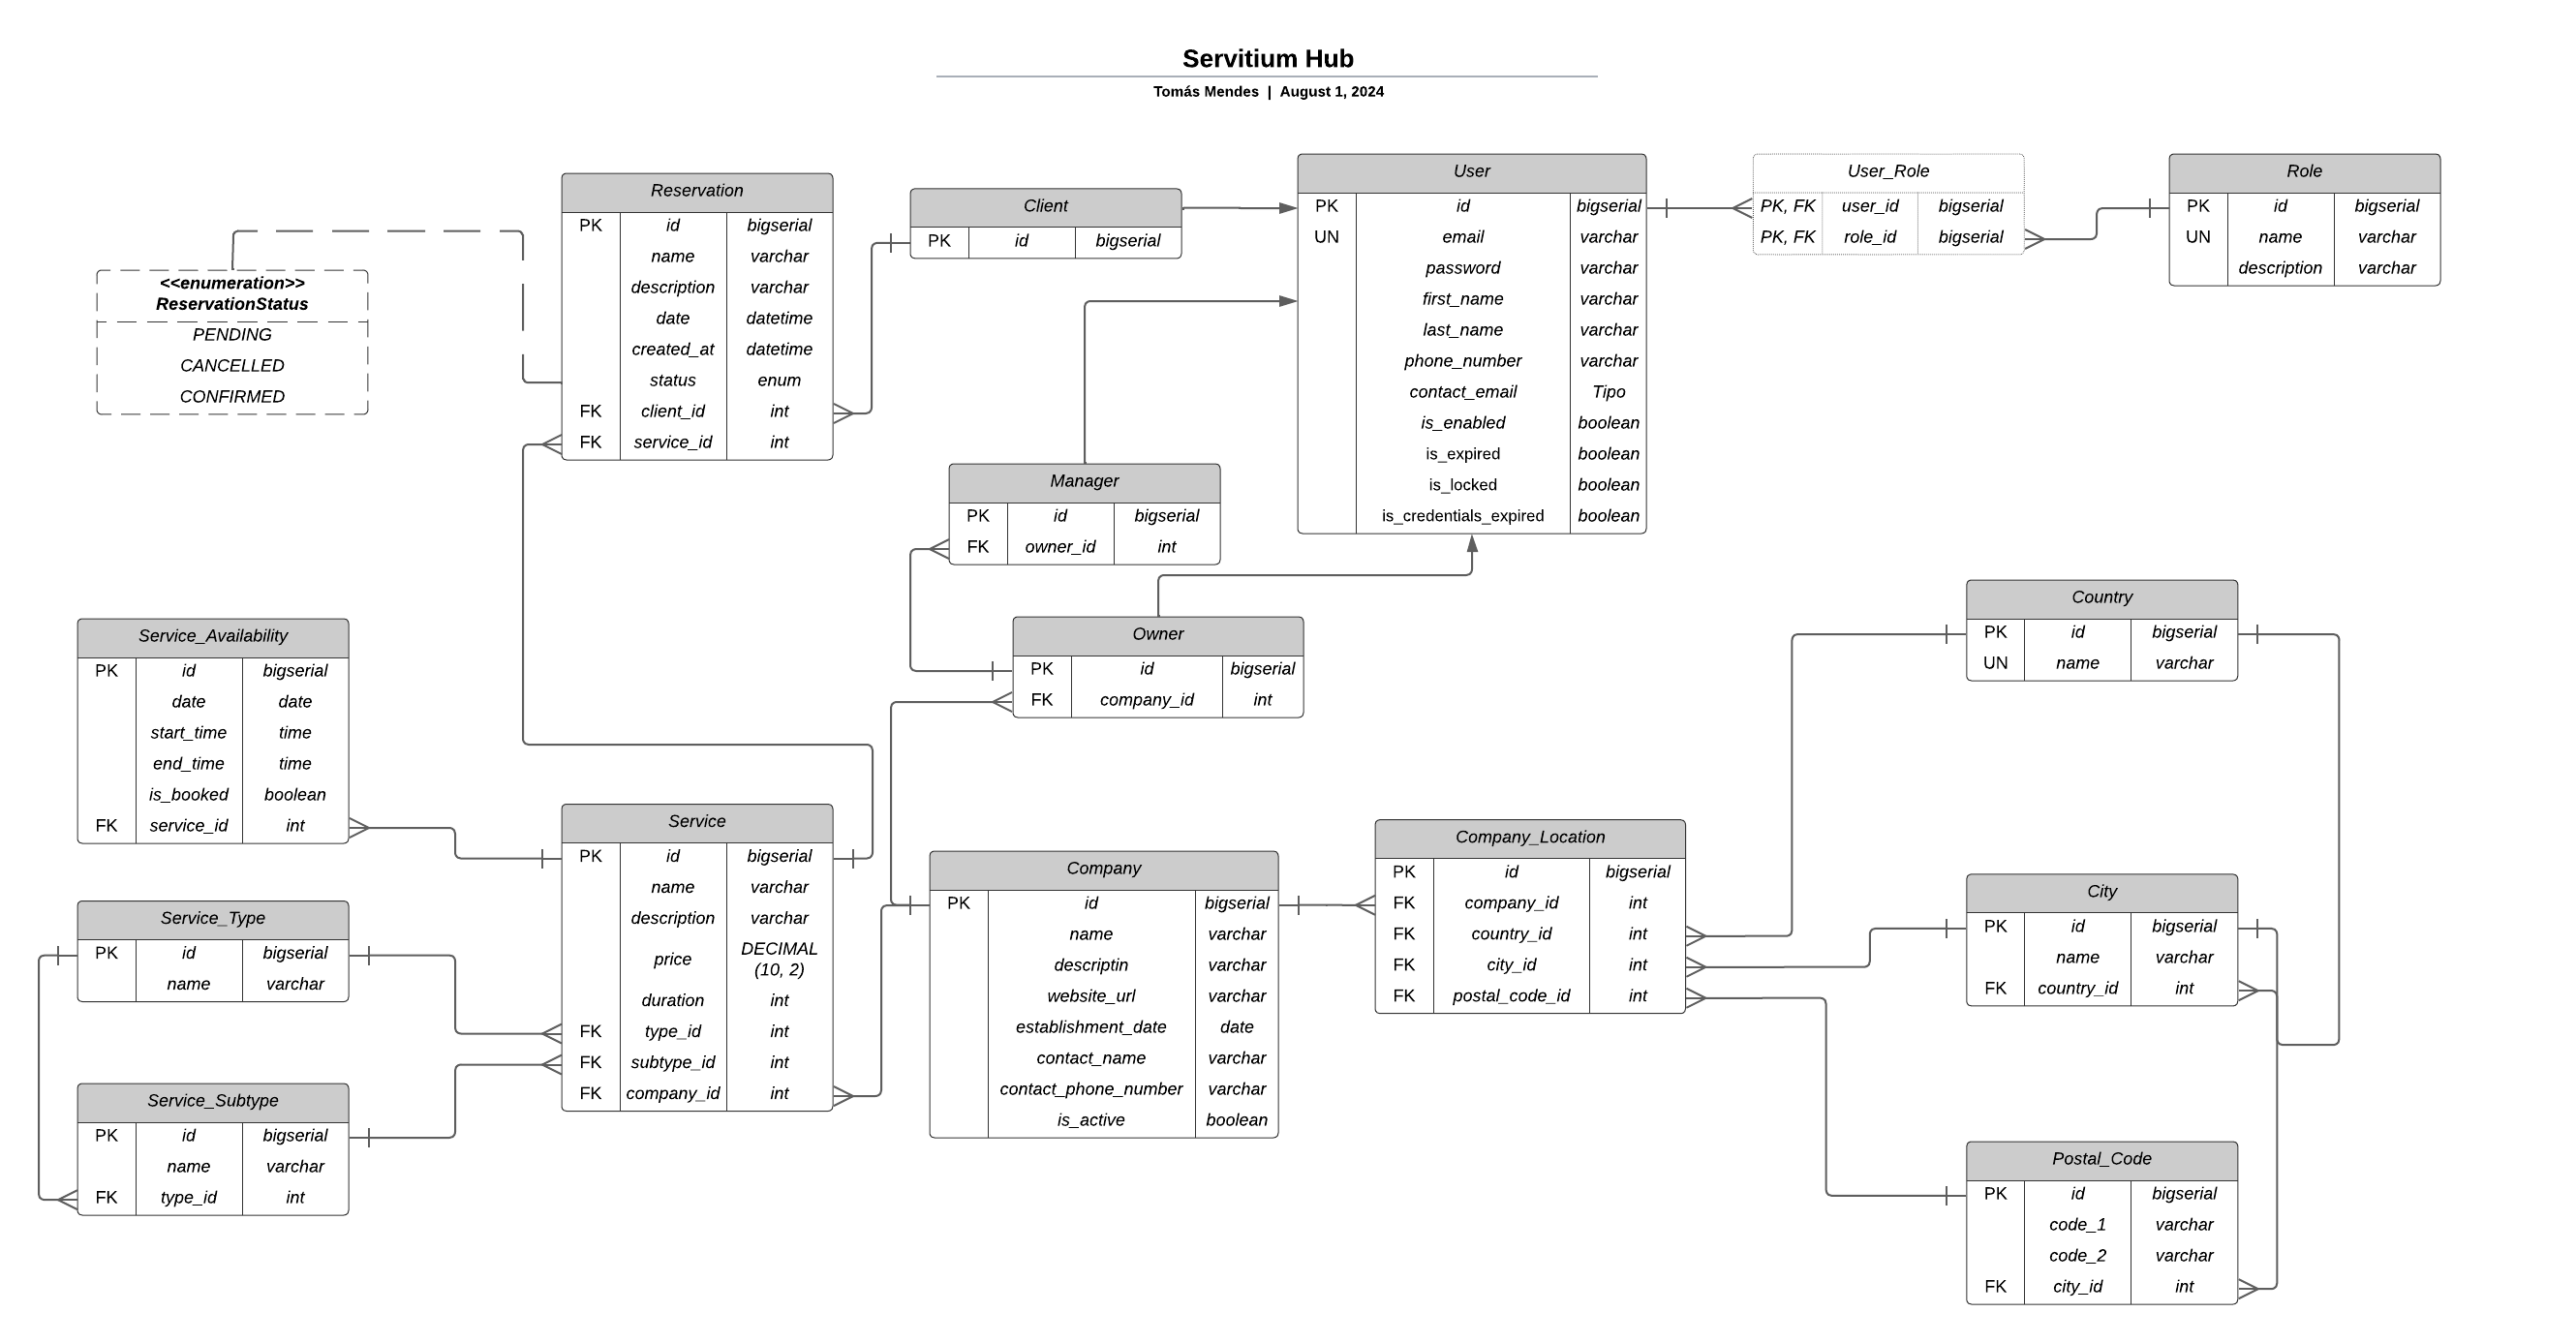 Servitium Hub
Tomás Mendes | August 1, 2024
<<enumeration>>
ReservationStatus
PENDING
CANCELLED
CONFIRMED
Reservation
PK id bigserial
name varchar
description varchar
date datetime
created_at datetime
status enum
FK client_id int
FK service_id int
Client
PK id bigserial
User
PK id bigserial
UN email varchar
password varchar
first_name varchar
last_name varchar
phone_number varchar
contact_email Tipo
is_enabled boolean
is_expired boolean
is_locked boolean
is_credentials_expired boolean
User_Role
PK, FK user_id bigserial
PK, FK role_id bigserial
Role
PK id bigserial
UN name varchar
description varchar
Manager
PK id bigserial
FK owner_id int
Owner
PK id bigserial
FK company_id int
Country
PK id bigserial
UN name varchar
Service_Availability
PK id bigserial
date date
start_time time
end_time time
is_booked boolean
FK service_id int
Service
PK id bigserial
name varchar
description varchar
price DECIMAL
(10, 2)
duration int
FK type_id int
FK subtype_id int
FK company_id int
Company
PK id bigserial
name varchar
descriptin varchar
website_url varchar
establishment_date date
contact_name varchar
contact_phone_number varchar
is_active boolean
Company_Location
PK id bigserial
FK company_id int
FK country_id int
FK city_id int
FK postal_code_id int
City
PK id bigserial
name varchar
FK country_id int
Service_Type
PK id bigserial
name varchar
Service_Subtype
PK id bigserial
name varchar
FK type_id int
Postal_Code
PK id bigserial
code_1 varchar
code_2 varchar
FK city_id int